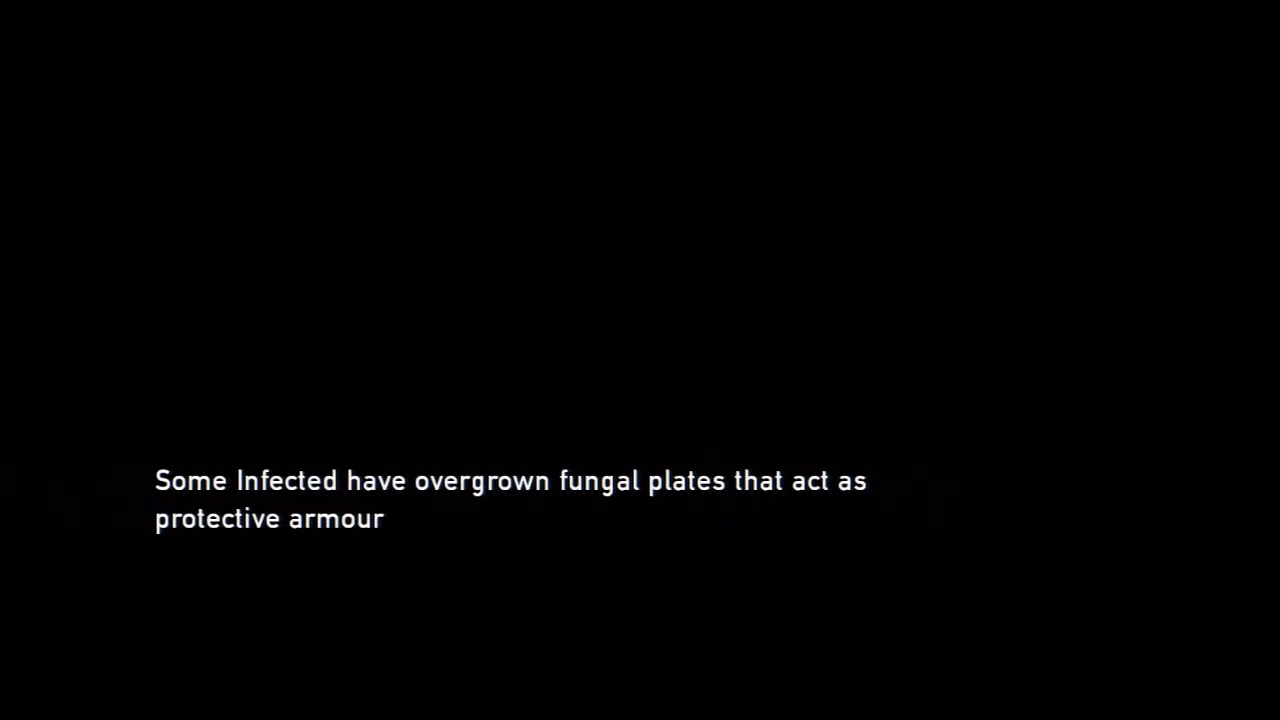 Some Infected have overgrown fungal plates that act as
protective armour